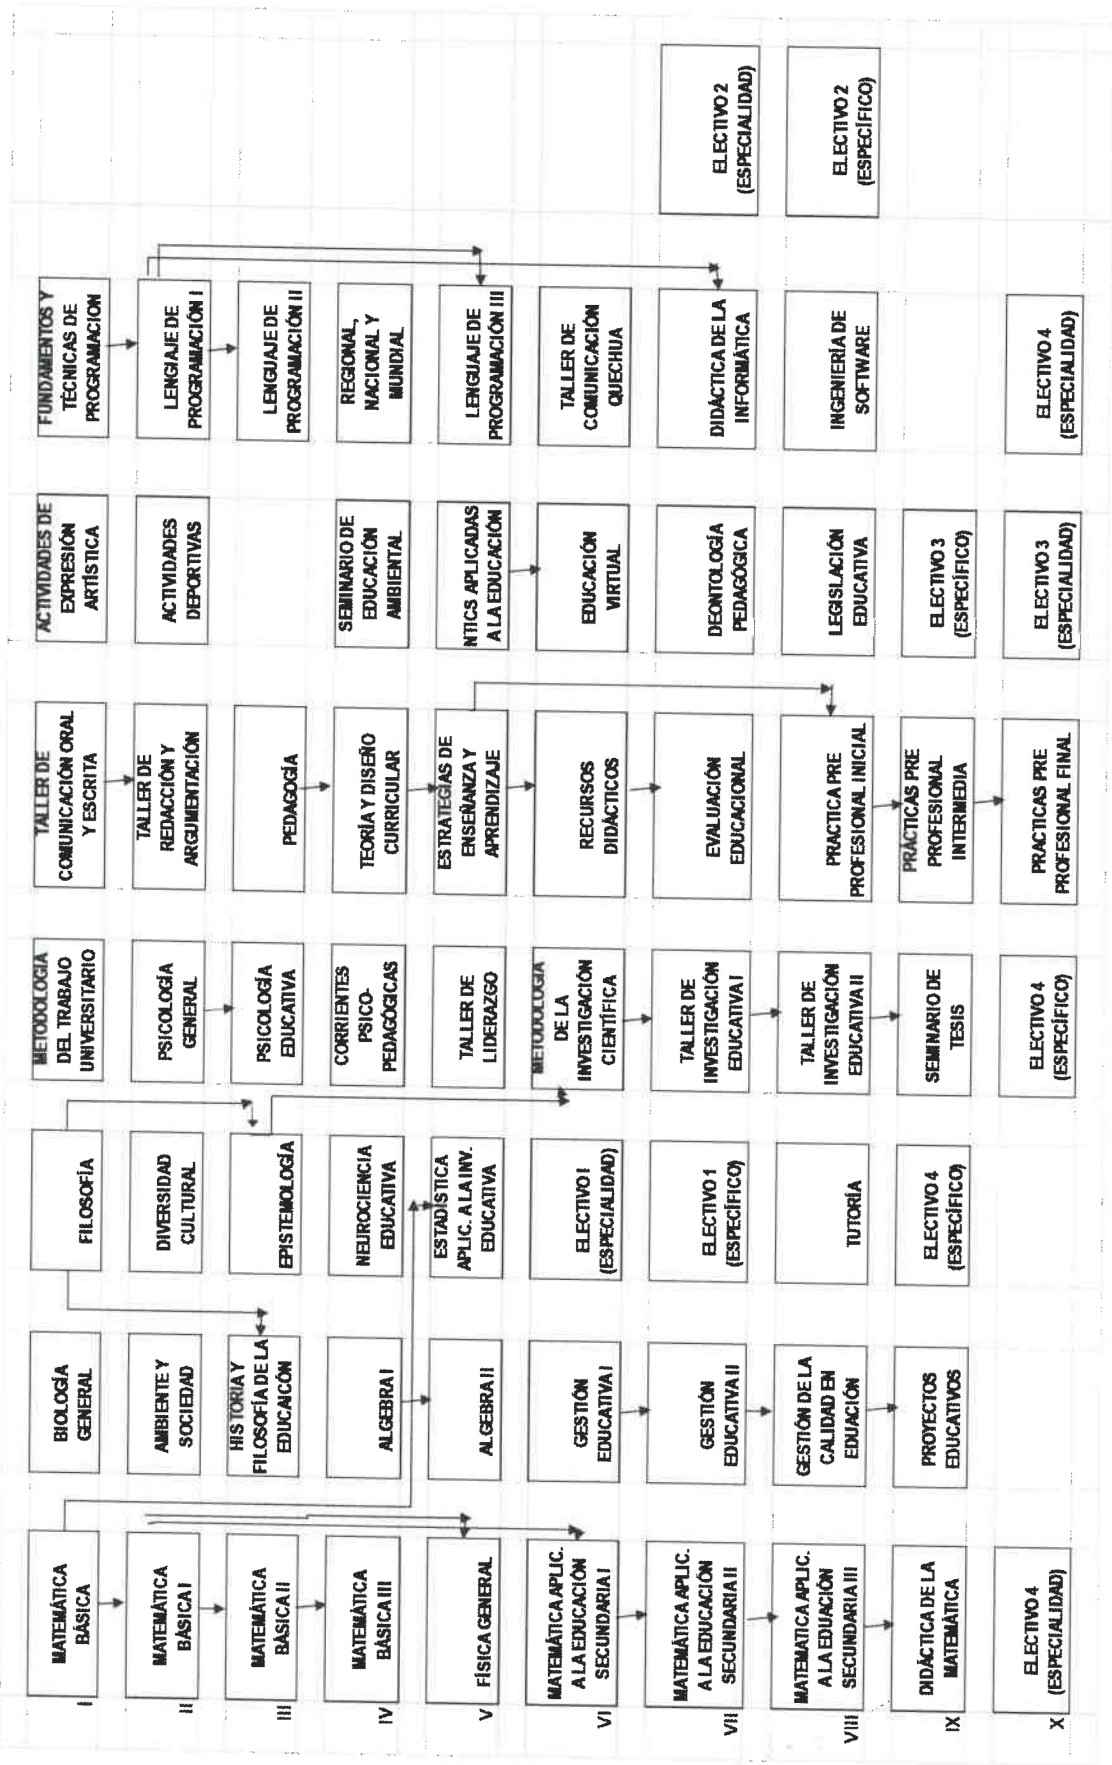 I
MATEMÁTICA
BÁSICA
BIOLOGÍA
GENERAL
FILOSOFÍA
METODOLOGIA
DEL TRABAJO
UNIVERSITARIO
TALLER DE
COMUNICACIÓN ORAL
Y ESCRITA
ACTIVIDADES DE
EXPRESIÓN
ARTÍSTICA
FUNDAMENTOS Y
TÉCNICAS DE
PROGRAMACION
II
MATEMÁTICA
BÁSICA I
AMBIENTE Y
SOCIEDAD
DIVERSIDAD
CULTURAL
PSICOLOGÍA
GENERAL
TALLER DE
REDACCIÓN Y
ARGUMENTACIÓN
ACTIVIDADES
DEPORTIVAS
LENGIAJE DE
PROGRAMACIÓN I
III
MATEMÁTICA
BÁSICA II
HISTORIA Y
FILOSOFÍA DE LA
EDUCAICÓN
EPISTEMOLOGÍA
PSICOLOGÍA
EDUCATIVA
PEDAGOGÍA
LENGUAJE DE
PROGRAMACIÓN II
IV
MATEMÁTICA
BÁSICA III
ALGEBRA I
NEUROCIENCIA
EDUCATIVA
CORRIENTES
PSICO-
PEDAGÓGICAS
TEORÍA Y DISEÑO
CURRICULAR
SEMINARIO DE
EDUCACIÓN
AMBIENTAL
REGIONAL,
NACIONAL Y
MUNDIAL
V
FÍSICA GENERAL
ALGEBRA II
ESTADÍSTICA
APLIC. A LA INV.
EDUCATIVA
TALLER DE
LIDERAZGO
ESTRATEGIAS DE
ENSEÑANZA Y
APRENDIZAJE
NTICS APLICADAS
A LA EDUCACIÓN
LENGUAJE DE
PROGRAMACIÓN III
VI
MATEMÁTICA APLIC.
A LA EDUCACIÓN
SECUNDARIA I
GESTIÓN
EDUCATIVA I
ELECTIVO I
(ESPECIALIDAD)
METODOLOGIA
DE LA
INVESTIGACIÓN
CIENTÍFICA
RECURSOS
DIDÁCTICOS
EDUCACIÓN
VIRTUAL
TALLER DE
COMUNICACIÓN
QUECHUA
VII
MATEMÁTICA APLIC.
A LA EDUCACIÓN
SECUNDARIA II
GESTIÓN
EDUCATIVA II
ELECTIVO 1
(ESPECÍFICO)
TALLER DE
INVESTIGACIÓN
EDUCATIVA I
EVALUACIÓN
EDUCACIONAL
DEONTOLOGÍA
PEDAGÓGICA
DIDÁCTICA DE LA
INFORMÁTICA
ELECTIVO 2
(ESPECIALIDAD)
VIII
MATEMATICA APLIC.
A LA EDUACIÓN
SECUNDARIA III
GESTIÓN DE LA
CALIDAD EN
EDUACIÓN
TUTORÍA
TALLER DE
INVESTIGACIÓN
EDUCATIVA II
PRACTICA PRE
PROFESIONAL INICIAL
LEGISLACIÓN
EDUCATIVA
INGENIERÍA DE
SOFTWARE
ELECTIVO 2
(ESPECÍFICO)
IX
DIDÁCTICA DE LA
MATEMÁTICA
PROYECTOS
EDUCATIVOS
ELECTIVO 4
(ESPECÍFICO)
SEMINARIO DE
TESIS
PRÁCTICAS PRE
PROFESIONAL
INTERMEDIA
ELECTIVO 3
(ESPECÍFICO)
X
ELECTIVO 4
(ESPECIALIDAD)
ELECTIVO 4
(ESPECÍFICO)
PRACTICAS PRE
PROFESIONAL FINAL
ELECTIVO 3
(ESPECIALIDAD)
ELECTIVO 4
(ESPECIALIDAD)